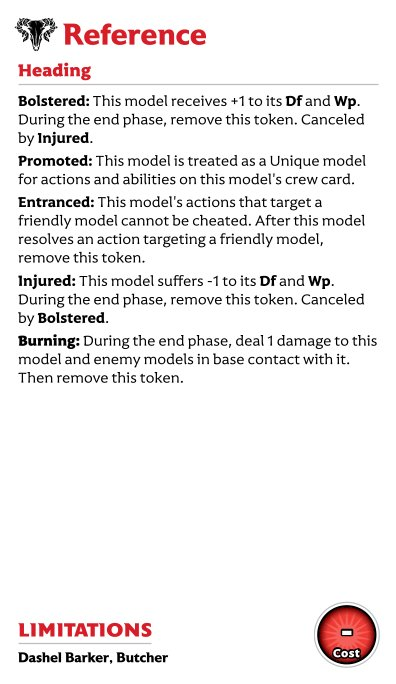 Reference
Heading
Bolstered: This model receives +1 to its Df and Wp.
During the end phase, remove this token. Canceled
by Injured.
Promoted: This model is treated as a Unique model
for actions and abilities on this model's crew card.
Entranced: This model's actions that target a
friendly model cannot be cheated. After this model
resolves an action targeting a friendly model,
remove this token.
Injured: This model suffers -1 to its Df and Wp.
During the end phase, remove this token. Canceled
by Bolstered.
Burning: During the end phase, deal 1 damage to this
model and enemy models in base contact with it.
Then remove this token.
LIMITATIONS
Dashel Barker, Butcher
-
Cost